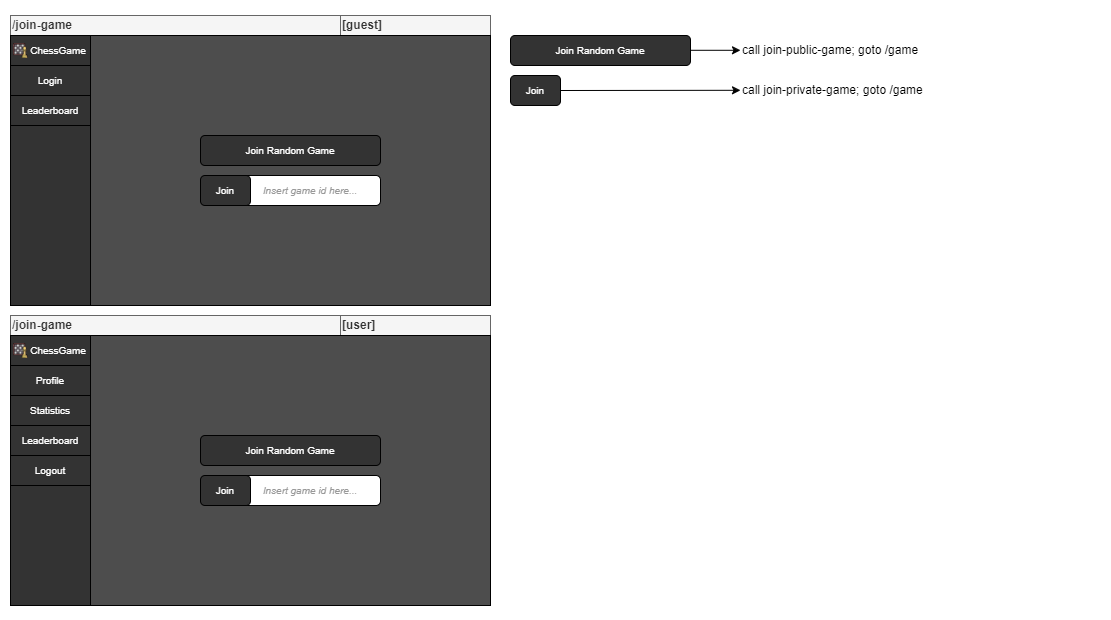 /join-game
[guest]
ChessGame
Login
Leaderboard
Join Random Game
Join
Insert game id here...
Join Random Game
call join-public-game; goto /game
Join
call join-private-game; goto /game
/join-game
[user]
ChessGame
Profile
Statistics
Leaderboard
Logout
Join Random Game
Join
Insert game id here...